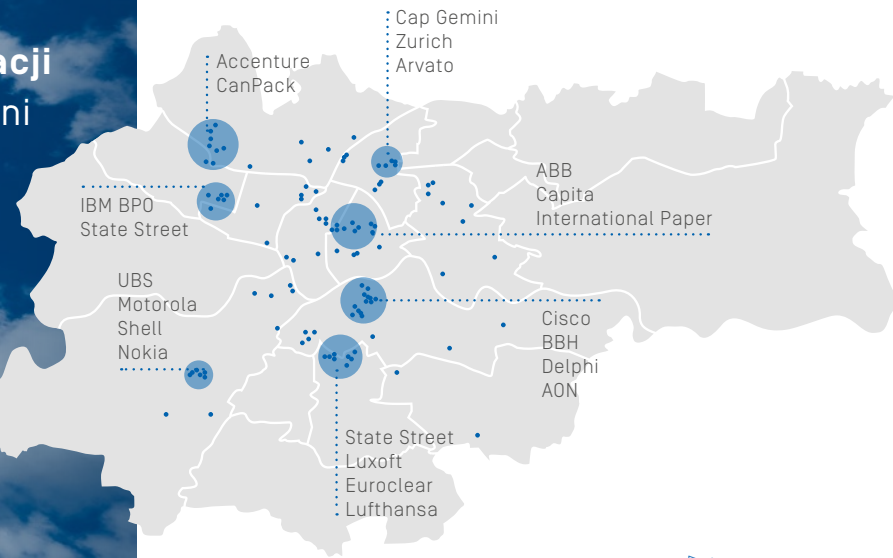 acji
ni
Cap Gemini
Zurich
Arvato
Accenture
CanPack
ABB
Capita
International Paper
IBM BPO
State Street
UBS
Motorola
Shell
Nokia
Cisco
BBH
Delphi
AON
State Street
Luxoft
Euroclear
Lufthansa